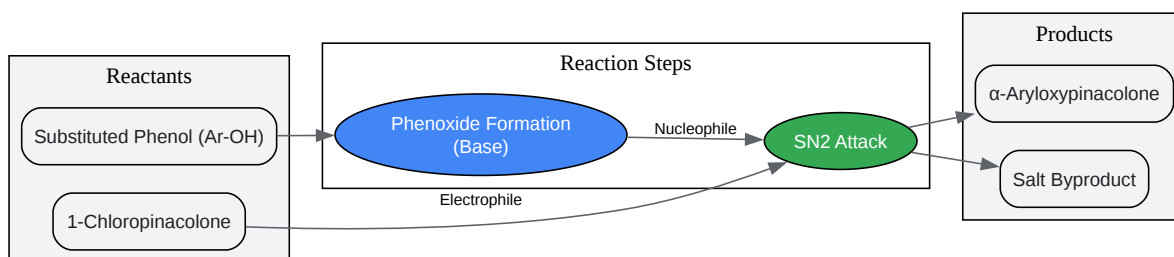 Reactants
Substituted Phenol (Ar-OH)
1-Chloropinacolone
Reaction Steps
Phenoxide Formation
(Base)
Nucleophile
SN2 Attack
Electrophile
Products
α-Aryloxypinacolone
Salt Byproduct